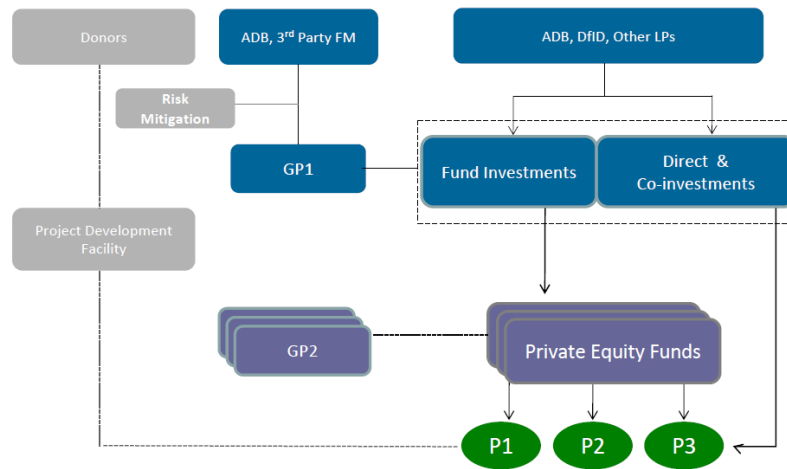 Donors
ADB, 3rd Party FM
ADB, DfID, Other LPs
Risk
Mitigation
GP1
Fund Investments
Direct &
Co-investments
Project Development
Facility
GP2
Private Equity Funds
P1
P2
P3